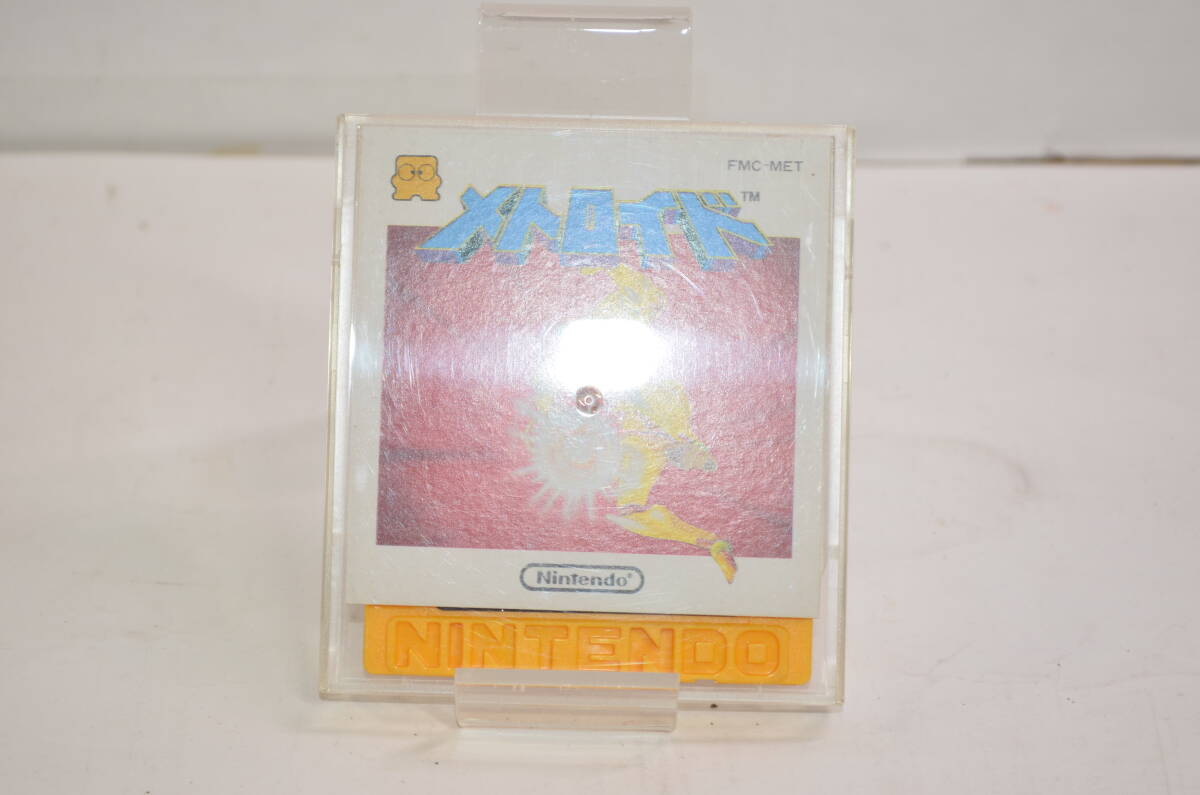 FMC-MET
メトロイド™
Nintendo®
NINTENDO